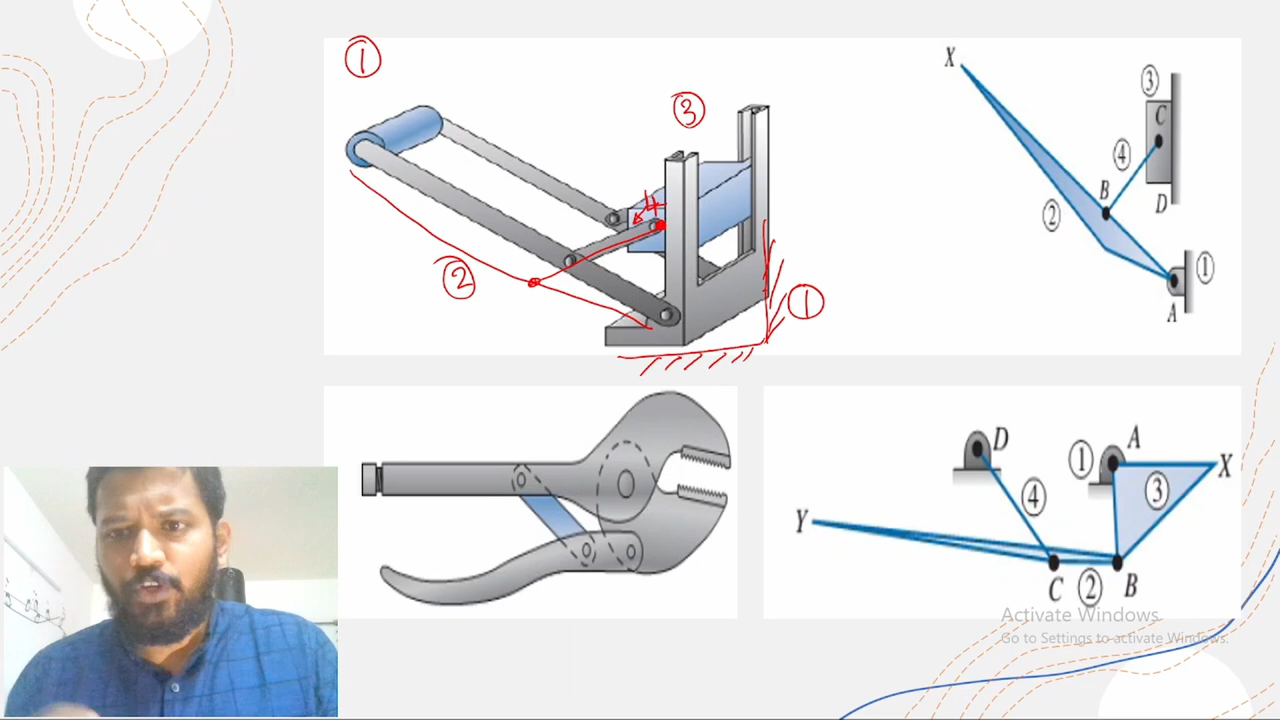 ①
③
4
②
①
X
③
C
④
B
D
②
①
A
D
A
①
X
④
③
Y
C
②
B
Activate Windows
Go to Settings to activate Windows.